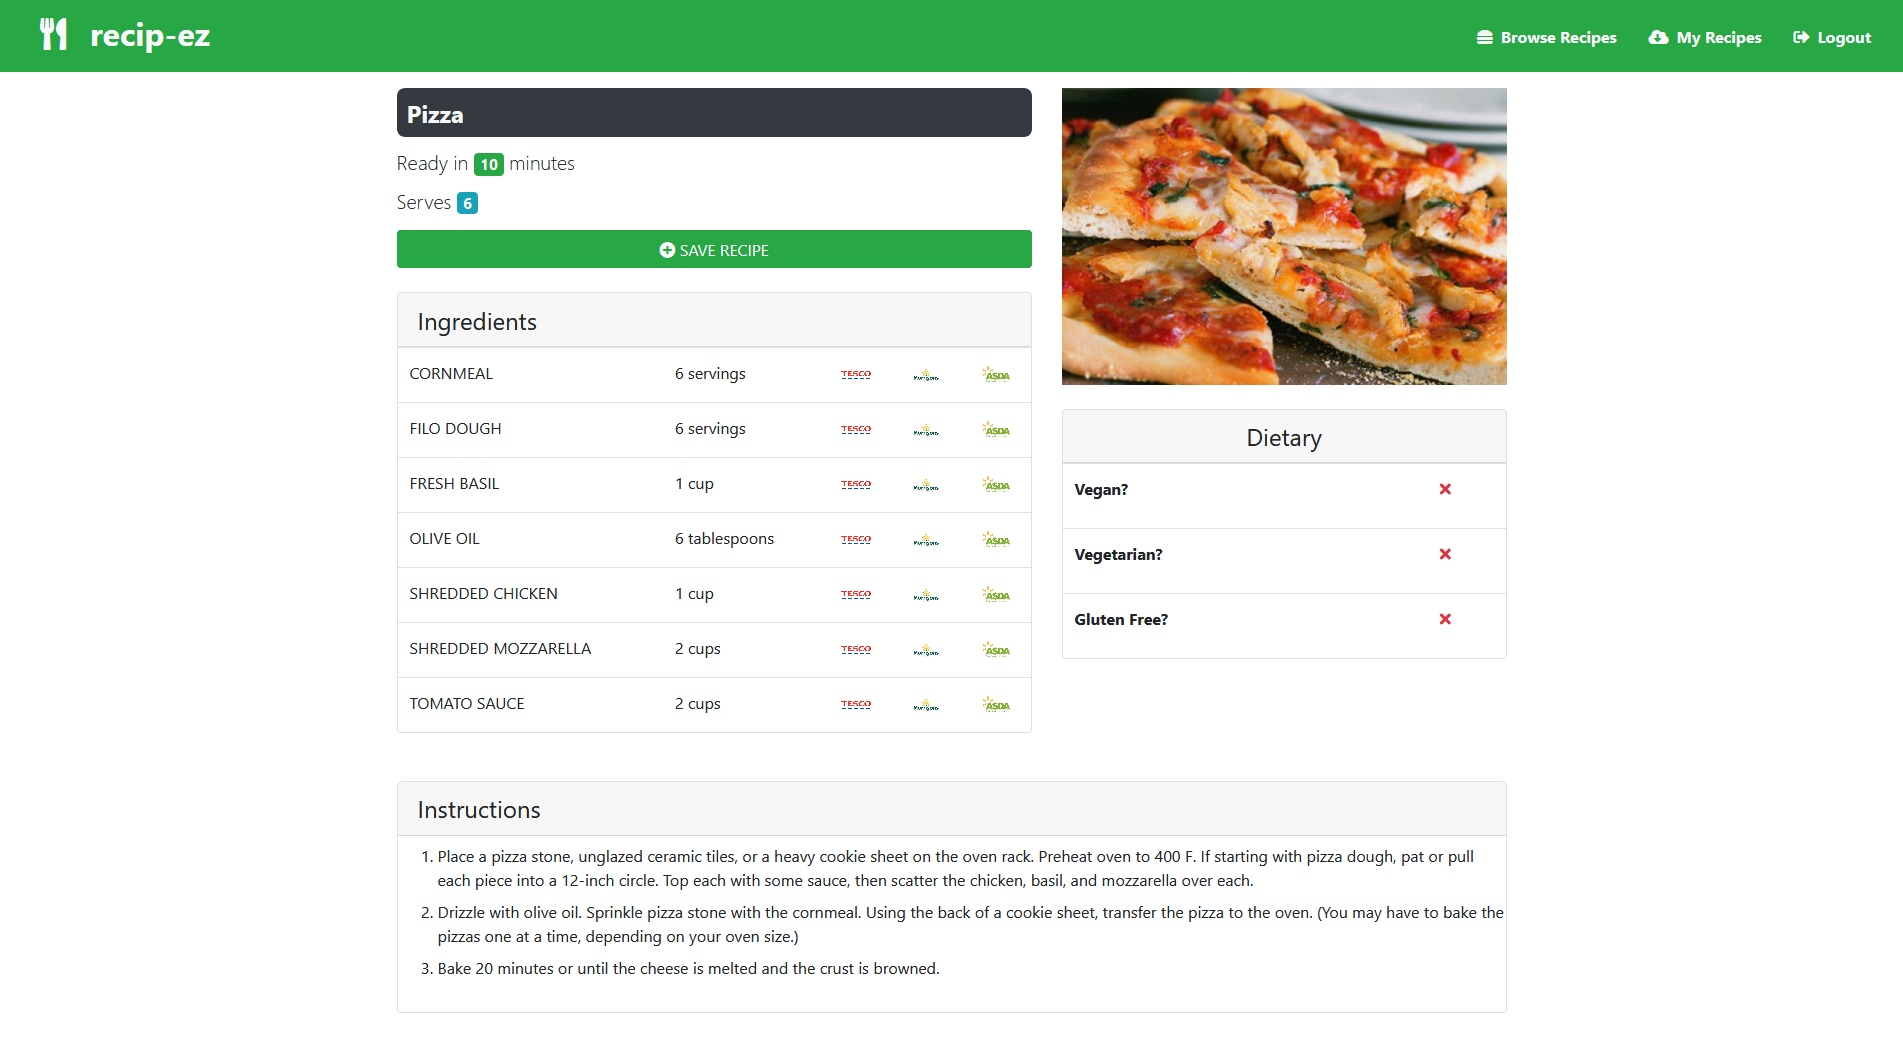 recip-ez
Browse Recipes
My Recipes
Logout
Pizza
Ready in 10 minutes
Serves 6
SAVE RECIPE
Ingredients
CORNMEAL 6 servings TESCO Morrisons ASDA
FILO DOUGH 6 servings TESCO Morrisons ASDA
FRESH BASIL 1 cup TESCO Morrisons ASDA
OLIVE OIL 6 tablespoons TESCO Morrisons ASDA
SHREDDED CHICKEN 1 cup TESCO Morrisons ASDA
SHREDDED MOZZARELLA 2 cups TESCO Morrisons ASDA
TOMATO SAUCE 2 cups TESCO Morrisons ASDA
Dietary
Vegan?
Vegetarian?
Gluten Free?
Instructions
1. Place a pizza stone, unglazed ceramic tiles, or a heavy cookie sheet on the oven rack. Preheat oven to 400 F. If starting with pizza dough, pat or pull
each piece into a 12-inch circle. Top each with some sauce, then scatter the chicken, basil, and mozzarella over each.
2. Drizzle with olive oil. Sprinkle pizza stone with the cornmeal. Using the back of a cookie sheet, transfer the pizza to the oven. (You may have to bake the
pizzas one at a time, depending on your oven size.)
3. Bake 20 minutes or until the cheese is melted and the crust is browned.